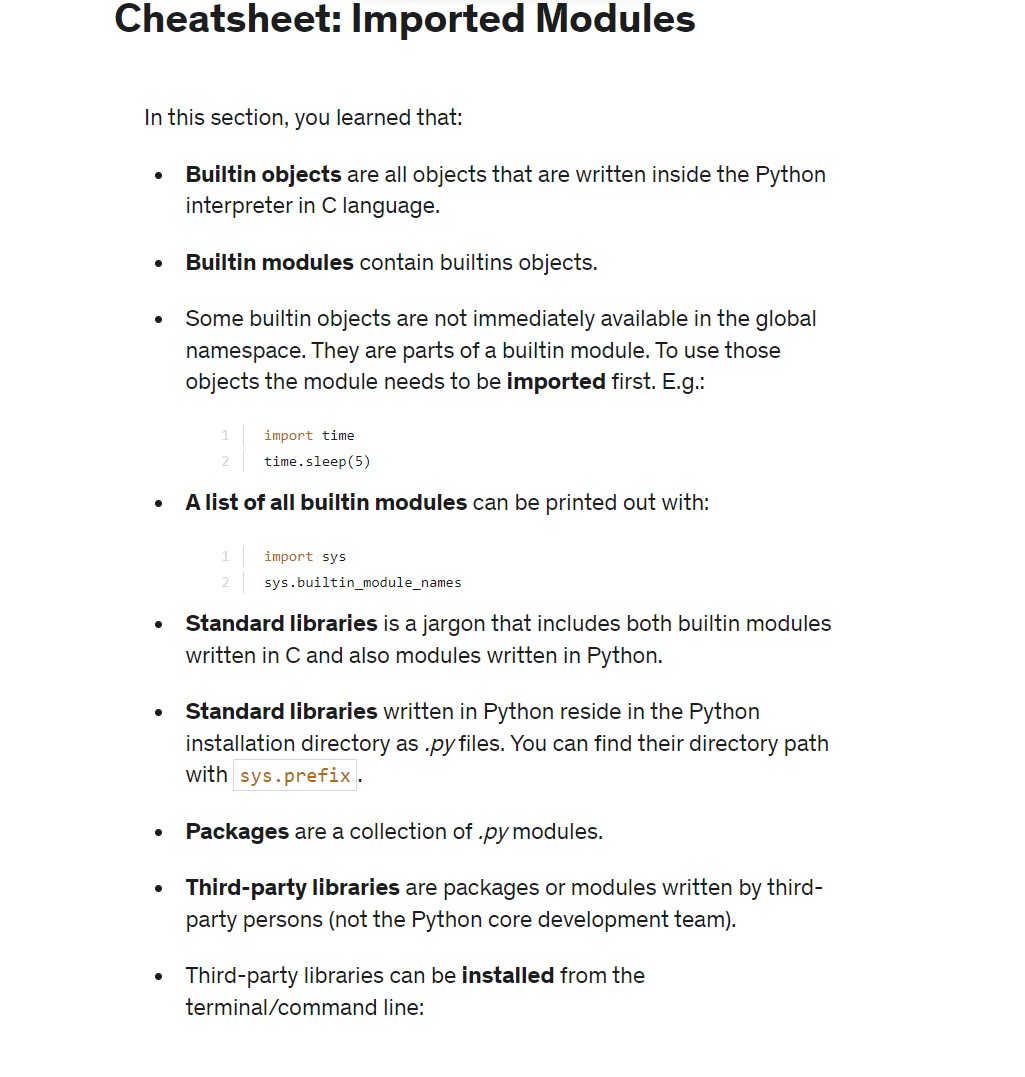 Cheatsheet: Imported Modules
In this section, you learned that:
• Builtin objects are all objects that are written inside the Python
interpreter in C language.
• Builtin modules contain builtins objects.
• Some builtin objects are not immediately available in the global
namespace. They are parts of a builtin module. To use those
objects the module needs to be imported first. E.g.:
1 import time
2 time.sleep(5)
• A list of all builtin modules can be printed out with:
1 import sys
2 sys.builtin_module_names
• Standard libraries is a jargon that includes both builtin modules
written in C and also modules written in Python.
• Standard libraries written in Python reside in the Python
installation directory as .py files. You can find their directory path
with sys.prefix.
• Packages are a collection of .py modules.
• Third-party libraries are packages or modules written by third-
party persons (not the Python core development team).
• Third-party libraries can be installed from the
terminal/command line: